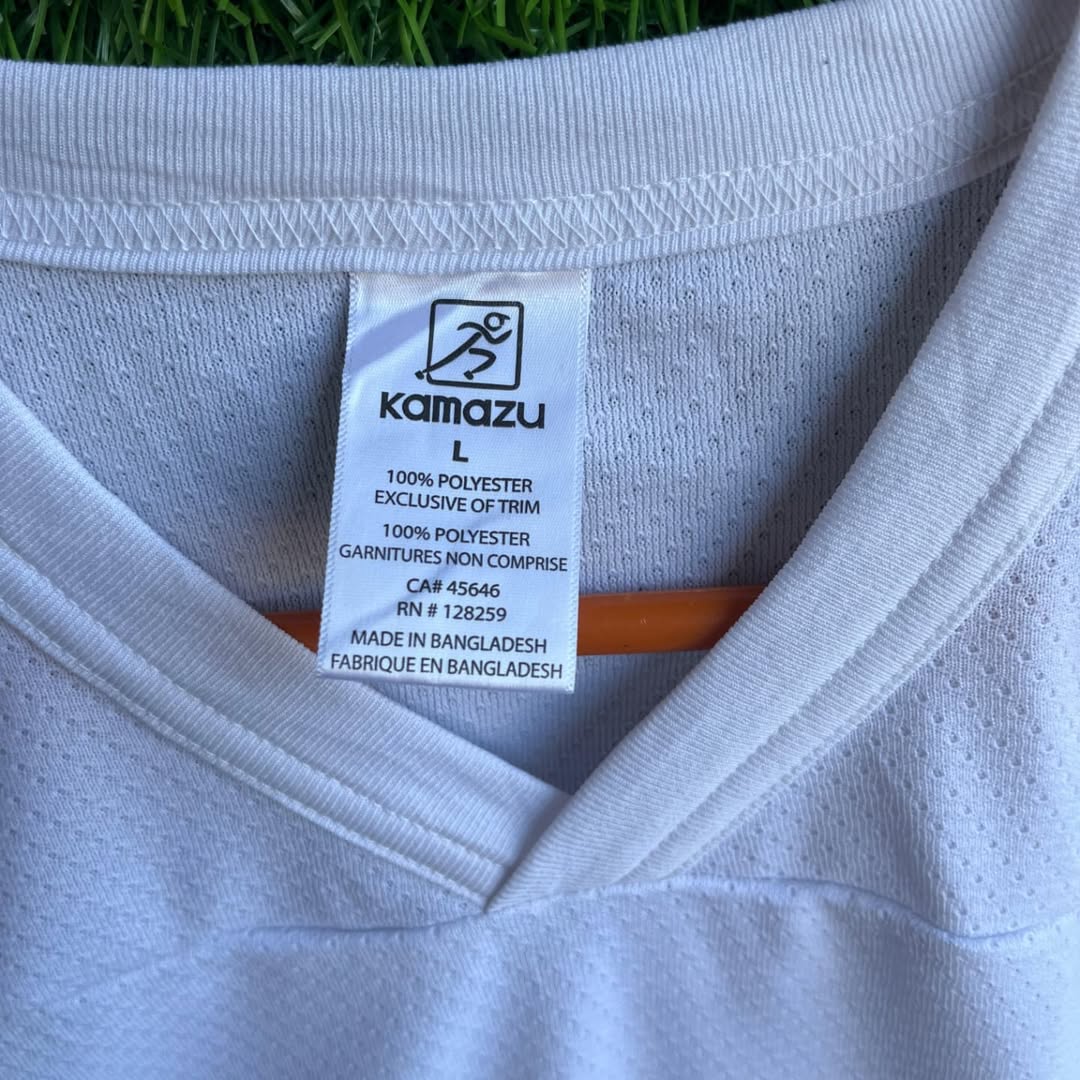 Kamazu
L
100% POLYESTER
EXCLUSIVE OF TRIM
100% POLYESTER
GARNITURES NON COMPRISE
CA# 45646
RN # 128259
MADE IN BANGLADESH
FABRIQUE EN BANGLADESH